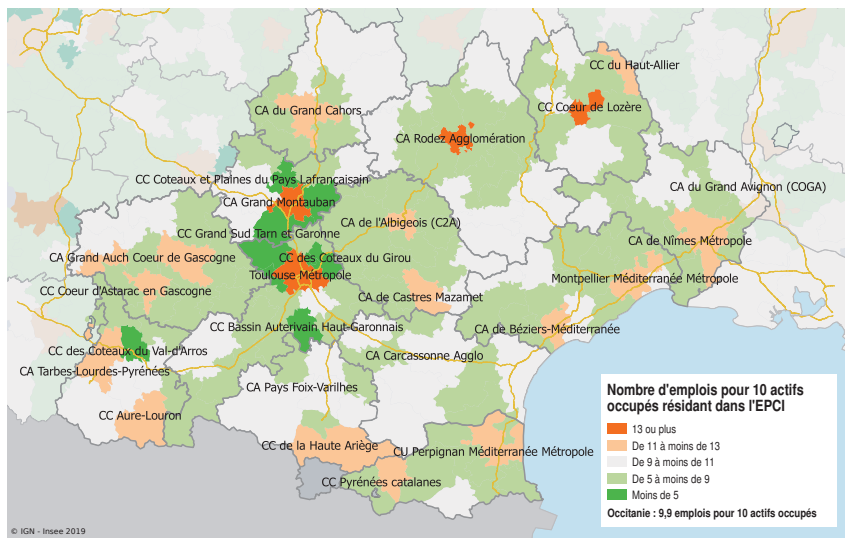 CC du Haut-Allier
CA du Grand Cahors
CC Coeur de Lozère
CA Rodez Agglomération
CC Coteaux et Plaines du Pays Lafrançaisain
CA du Grand Avignon (COGA)
CA Grand Montauban
CA de l'Albigeois (C2A)
CC Grand Sud Tarn et Garonne
CA de Nîmes Métropole
CA Grand Auch Coeur de Gascogne
CC des Coteaux du Girou
Toulouse Métropole
Montpellier Méditerranée Métropole
CC Coeur d'Astarac en Gascogne
CA de Castres Mazamet
CC Bassin Auterivain Haut-Garonnais
CA de Béziers-Méditerranée
CC des Coteaux du Val-d'Arros
CA Carcassonne Agglo
CA Tarbes-Lourdes-Pyrénées
CA Pays Foix-Varilhes
CC Aure-Louron
CC de la Haute Ariège
CU Perpignan Méditerranée Métropole
CC Pyrénées catalanes
Nombre d'emplois pour 10 actifs
occupés résidant dans l'EPCI
13 ou plus
De 11 à moins de 13
De 9 à moins de 11
De 5 à moins de 9
Moins de 5
Occitanie : 9,9 emplois pour 10 actifs occupés
© IGN - Insee 2019